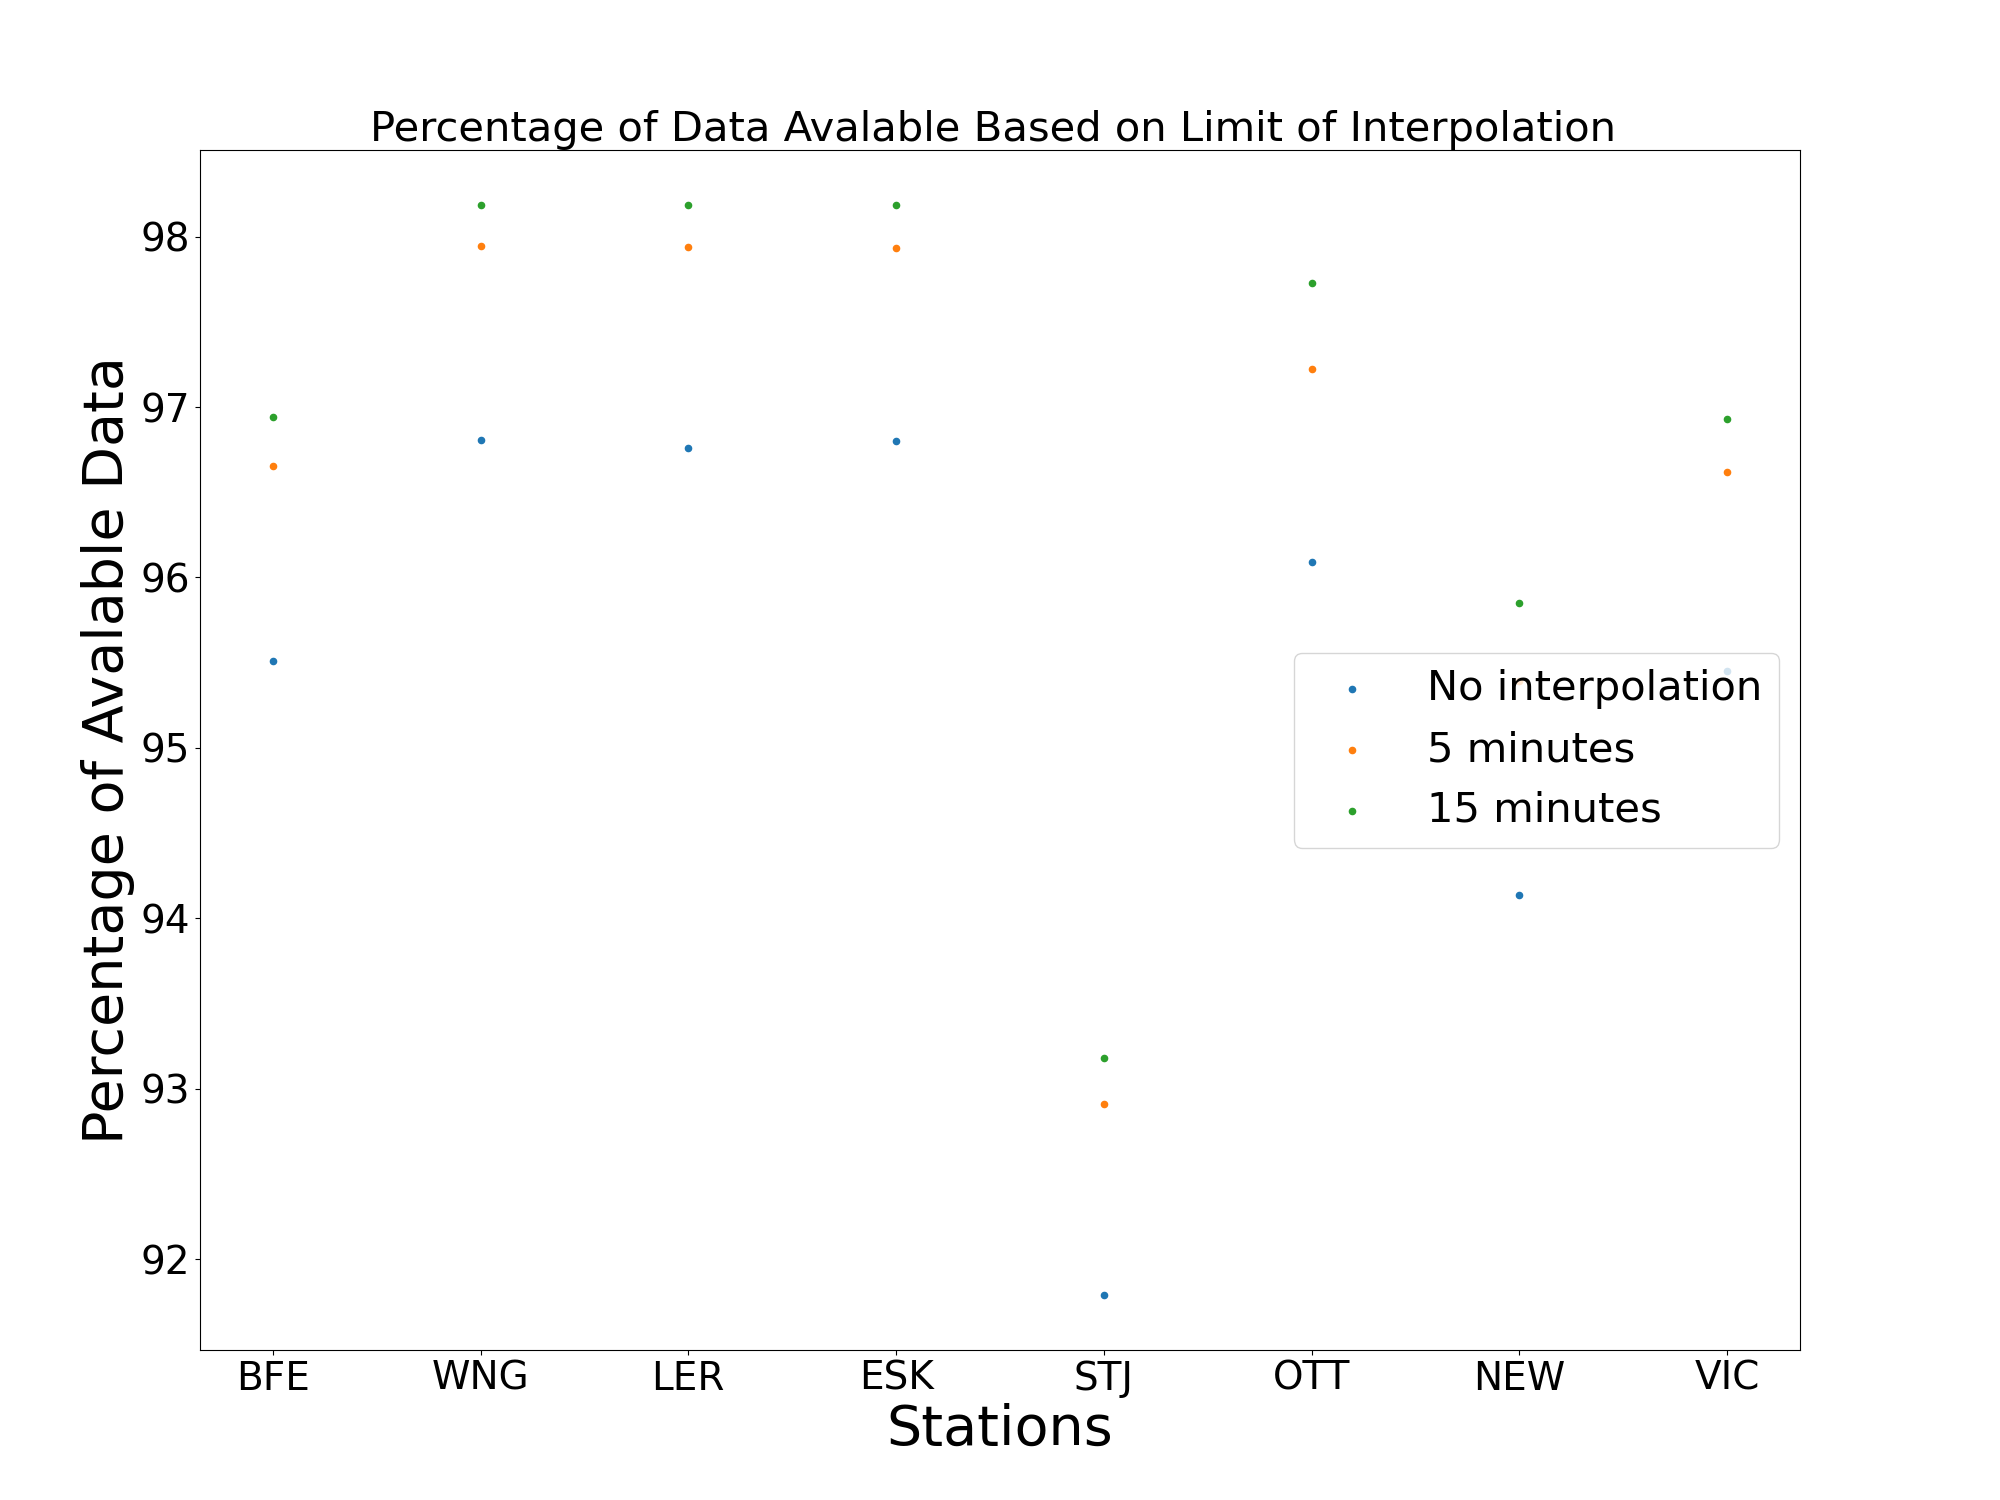 Percentage of Data Avalable Based on Limit of Interpolation
Percentage of Avalable Data
98
97
96
95
94
93
92
No interpolation
5 minutes
15 minutes
BFE WNG LER ESK STJ OTT NEW VIC
Stations